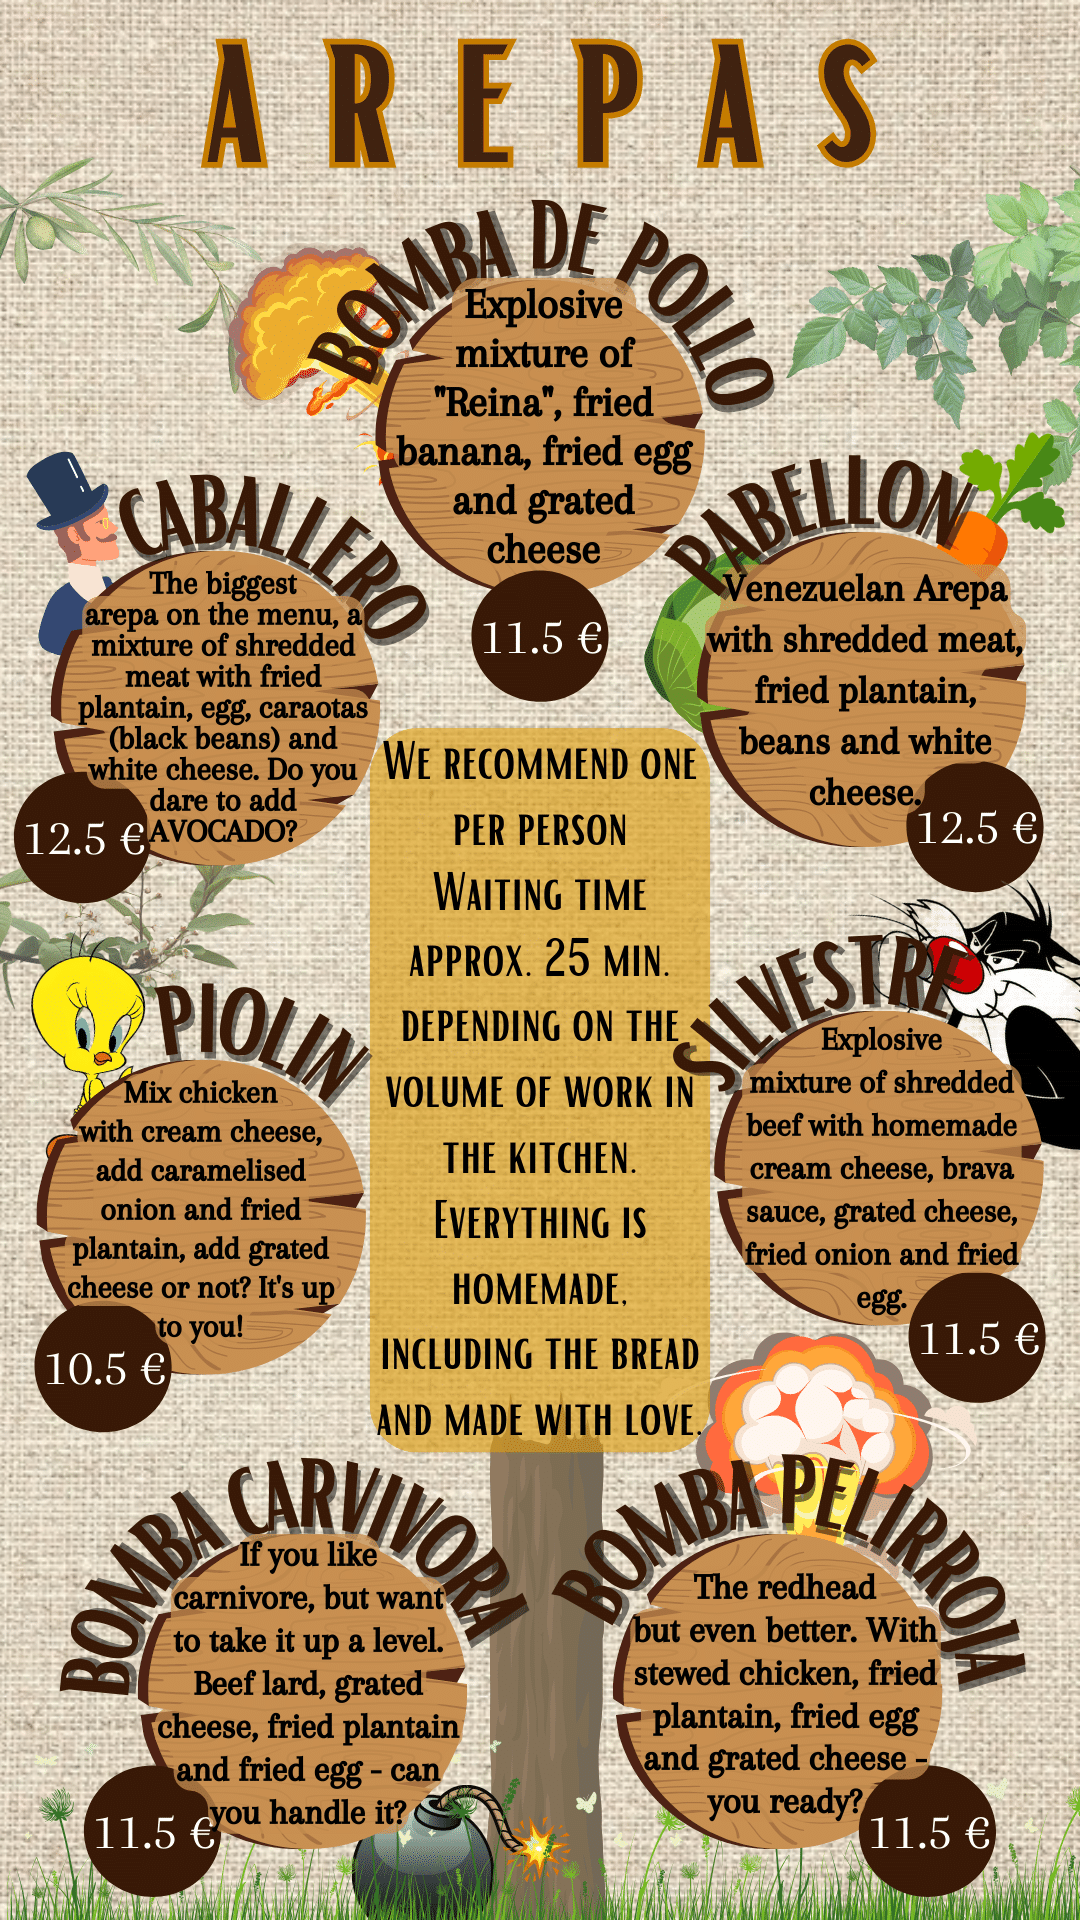 AREPAS
BOMBA DE POLLO
Explosive
mixture of
"Reina", fried
banana, fried egg
and grated
cheese
11.5 €
CABALLERO
The biggest
arepa on the menu, a
mixture of shredded
meat with fried
plantain, egg, caraotas
(black beans) and
white cheese. Do you
dare to add
AVOCADO?
12.5 €
PABELLON
Venezuelan Arepa
with shredded meat,
fried plantain,
beans and white
cheese.
12.5 €
WE RECOMMEND ONE
PER PERSON
WAITING TIME
APPROX. 25 MIN.
DEPENDING ON THE
VOLUME OF WORK IN
THE KITCHEN.
EVERYTHING IS
HOMEMADE,
INCLUDING THE BREAD
AND MADE WITH LOVE.
PIOLIN
Mix chicken
with cream cheese,
add caramelised
onion and fried
plantain, add grated
cheese or not? It's up
to you!
10.5 €
SILVESTRE
Explosive
mixture of shredded
beef with homemade
cream cheese, brava
sauce, grated cheese,
fried onion and fried
egg.
11.5 €
BOMBA CARVIVORA
If you like
carnivore, but want
to take it up a level.
Beef lard, grated
cheese, fried plantain
and fried egg - can
you handle it?
11.5 €
BOMBA PELIRROJA
The redhead
but even better. With
stewed chicken, fried
plantain, fried egg
and grated cheese -
you ready?
11.5 €